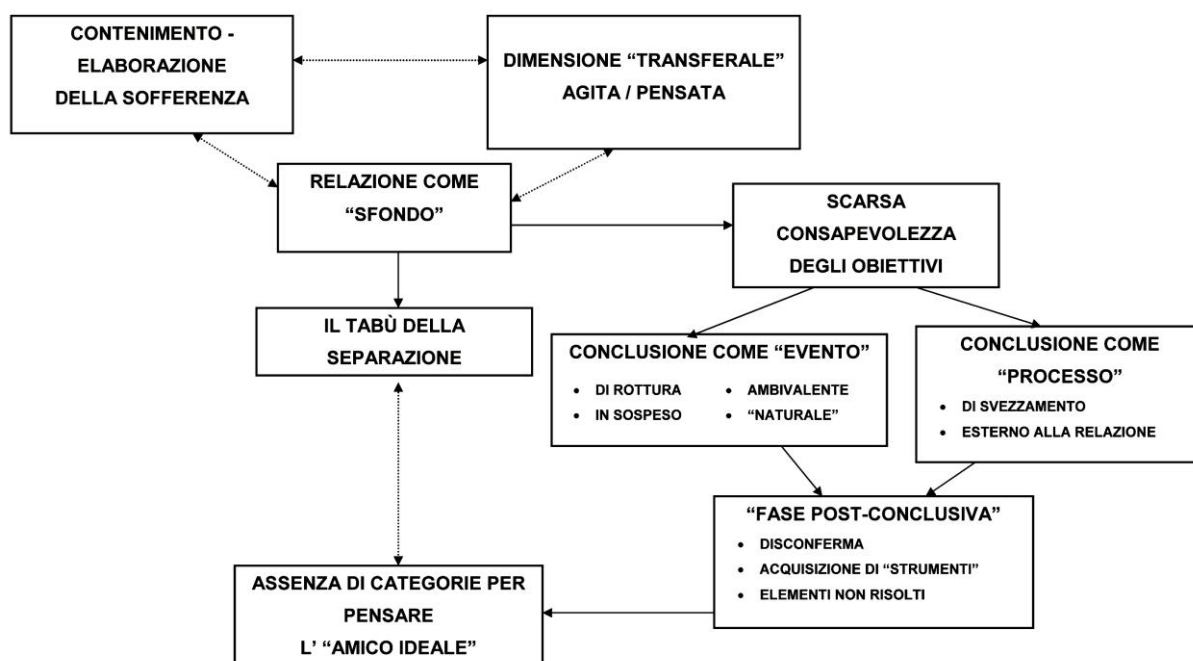 CONTENIMENTO -
ELABORAZIONE
DELLA SOFFERENZA
DIMENSIONE “TRANSFERALE”
AGITA / PENSATA
RELAZIONE COME
“SFONDO”
SCARSA
CONSAPEVOLEZZA
DEGLI OBIETTIVI
IL TABÙ DELLA
SEPARAZIONE
CONCLUSIONE COME “EVENTO”
• DI ROTTURA
• IN SOSPESO
• AMBIVALENTE
• “NATURALE”
CONCLUSIONE COME
“PROCESSO”
• DI SVEZZAMENTO
• ESTERNO ALLA RELAZIONE
“FASE POST-CONCLUSIVA”
• DISCONFERMA
• ACQUISIZIONE DI “STRUMENTI”
• ELEMENTI NON RISOLTI
ASSENZA DI CATEGORIE PER
PENSARE
L’ “AMICO IDEALE”